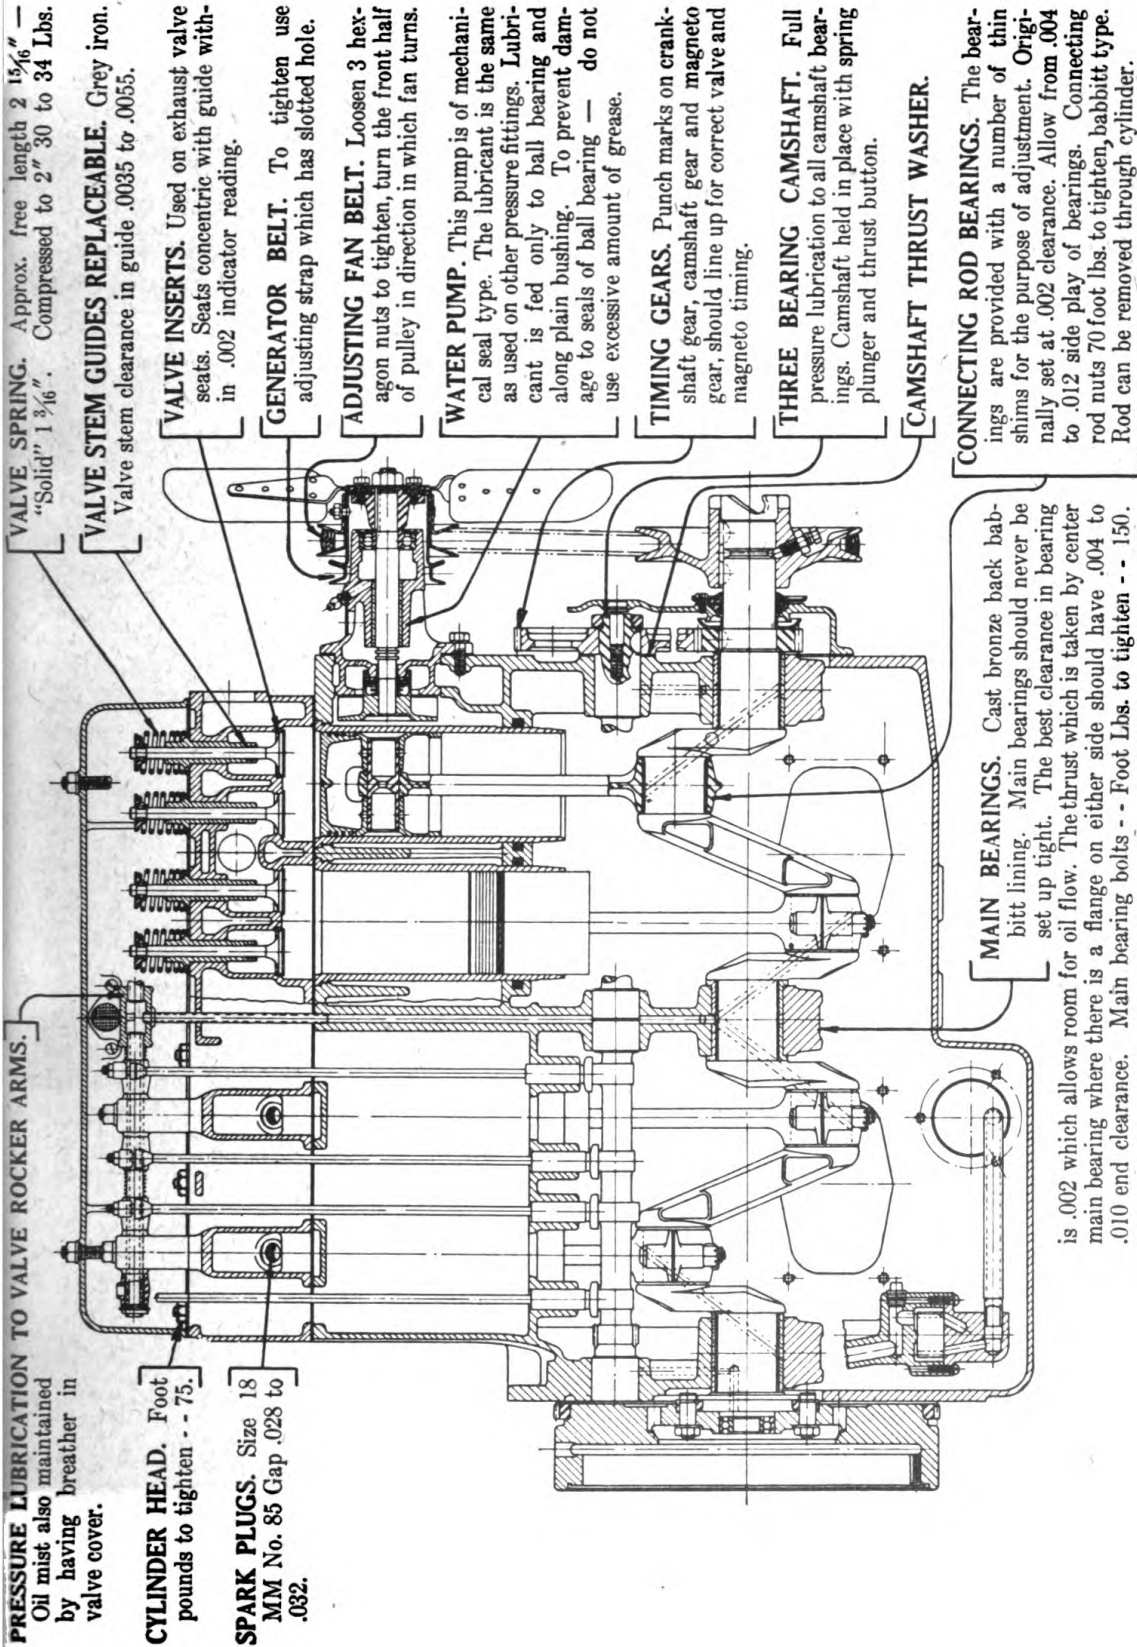 PRESSURE LUBRICATION TO VALVE ROCKER ARMS.
Oil mist also maintained
by having breather in
valve cover.
CYLINDER HEAD. Foot
pounds to tighten - - 75.
SPARK PLUGS. Size 18
MM No. 85 Gap .028 to
.032.
VALVE SPRING. Approx. free length 2 15/16" —
"Solid" 1 3/16". Compressed to 2" 30 to 34 Lbs.
VALVE STEM GUIDES REPLACEABLE. Grey iron.
Valve stem clearance in guide .0035 to .0055.
VALVE INSERTS. Used on exhaust valve
seats. Seats concentric with guide with-
in .002 indicator reading.
GENERATOR BELT. To tighten use
adjusting strap which has slotted hole.
ADJUSTING FAN BELT. Loosen 3 hex-
agon nuts to tighten, turn the front half
of pulley in direction in which fan turns.
WATER PUMP. This pump is of mechani-
cal seal type. The lubricant is the same
as used on other pressure fittings. Lubri-
cant is fed only to ball bearing and
along plain bushing. To prevent dam-
age to seals of ball bearing — do not
use excessive amount of grease.
TIMING GEARS. Punch marks on crank-
shaft gear, camshaft gear and magneto
gear, should line up for correct valve and
magneto timing.
THREE BEARING CAMSHAFT. Full
pressure lubrication to all camshaft bear-
ings. Camshaft held in place with spring
plunger and thrust button.
CAMSHAFT THRUST WASHER.
CONNECTING ROD BEARINGS. The bear-
ings are provided with a number of thin
shims for the purpose of adjustment. Origi-
nally set at .002 clearance. Allow from .004
to .012 side play of bearings. Connecting
rod nuts 70 foot lbs. to tighten, babbitt type.
Rod can be removed through cylinder.
MAIN BEARINGS. Cast bronze back bab-
bitt lining. Main bearings should never be
set up tight. The best clearance in bearing
is .002 which allows room for oil flow. The thrust which is taken by center
main bearing where there is a flange on either side should have .004 to
.010 end clearance. Main bearing bolts - - Foot Lbs. to tighten - - 150.